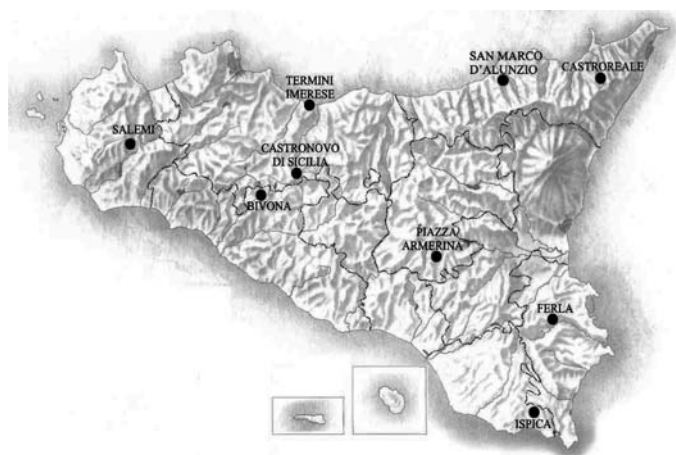 SAN MARCO
D'ALUNZIO
CASTROREALE
TERMINI
IMERESE
SALEMI
CASTRONOVO
DI SICILIA
BIVONA
PIAZZA
ARMERINA
FERLA
ISPICA